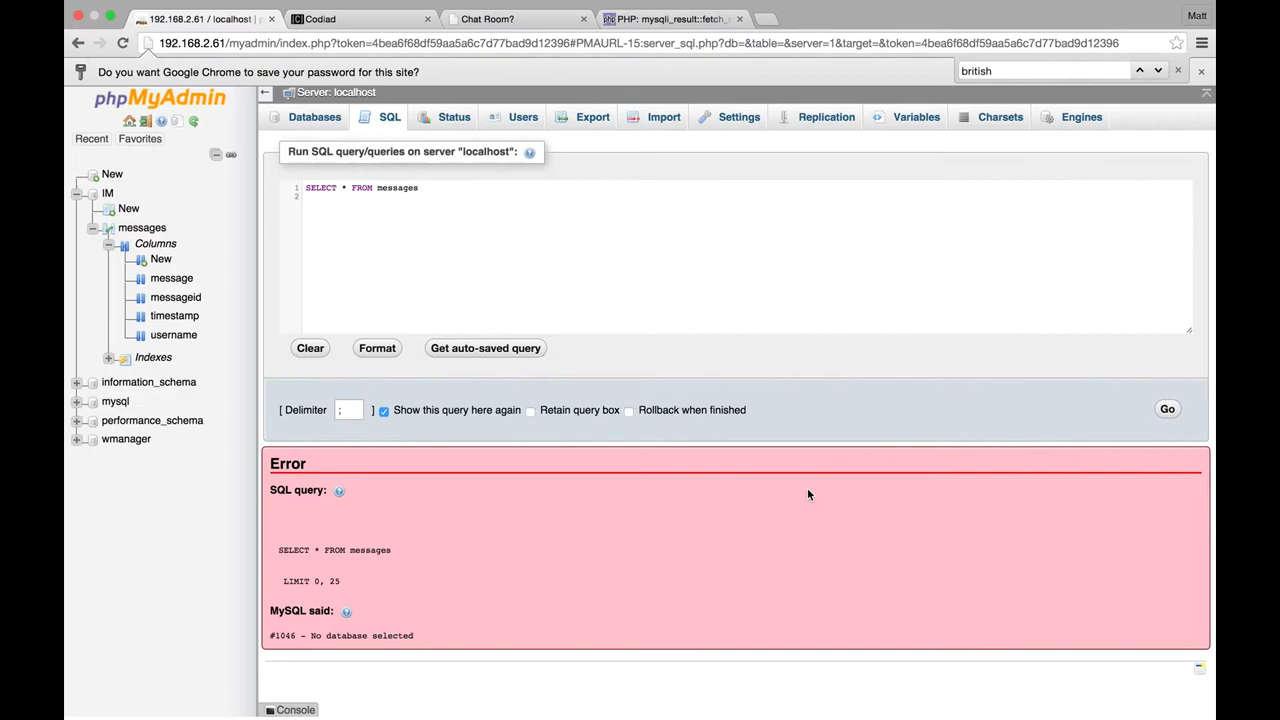 192.168.2.61 / localhost |
Codiad
Chat Room?
php PHP: mysqli_result::fetch_
Matt
192.168.2.61/myadmin/index.php?token=4bea6f68df59aa5a6c7d77bad9d12396#PMAURL-15:server_sql.php?db=&table=&server=1&target=&token=4bea6f68df59aa5a6c7d77bad9d12396
Do you want Google Chrome to save your password for this site?
british
phpMyAdmin
Recent
Favorites
New
IM
New
messages
Columns
New
message
messageid
timestamp
username
Indexes
information_schema
mysql
performance_schema
wmanager
Server: localhost
Databases
SQL
Status
Users
Export
Import
Settings
Replication
Variables
Charsets
Engines
Run SQL query/queries on server "localhost":
1 SELECT * FROM messages
2
Clear
Format
Get auto-saved query
[ Delimiter ; ] Show this query here again Retain query box Rollback when finished
Go
Error
SQL query:
SELECT * FROM messages
LIMIT 0, 25
MySQL said:
#1046 - No database selected
Console